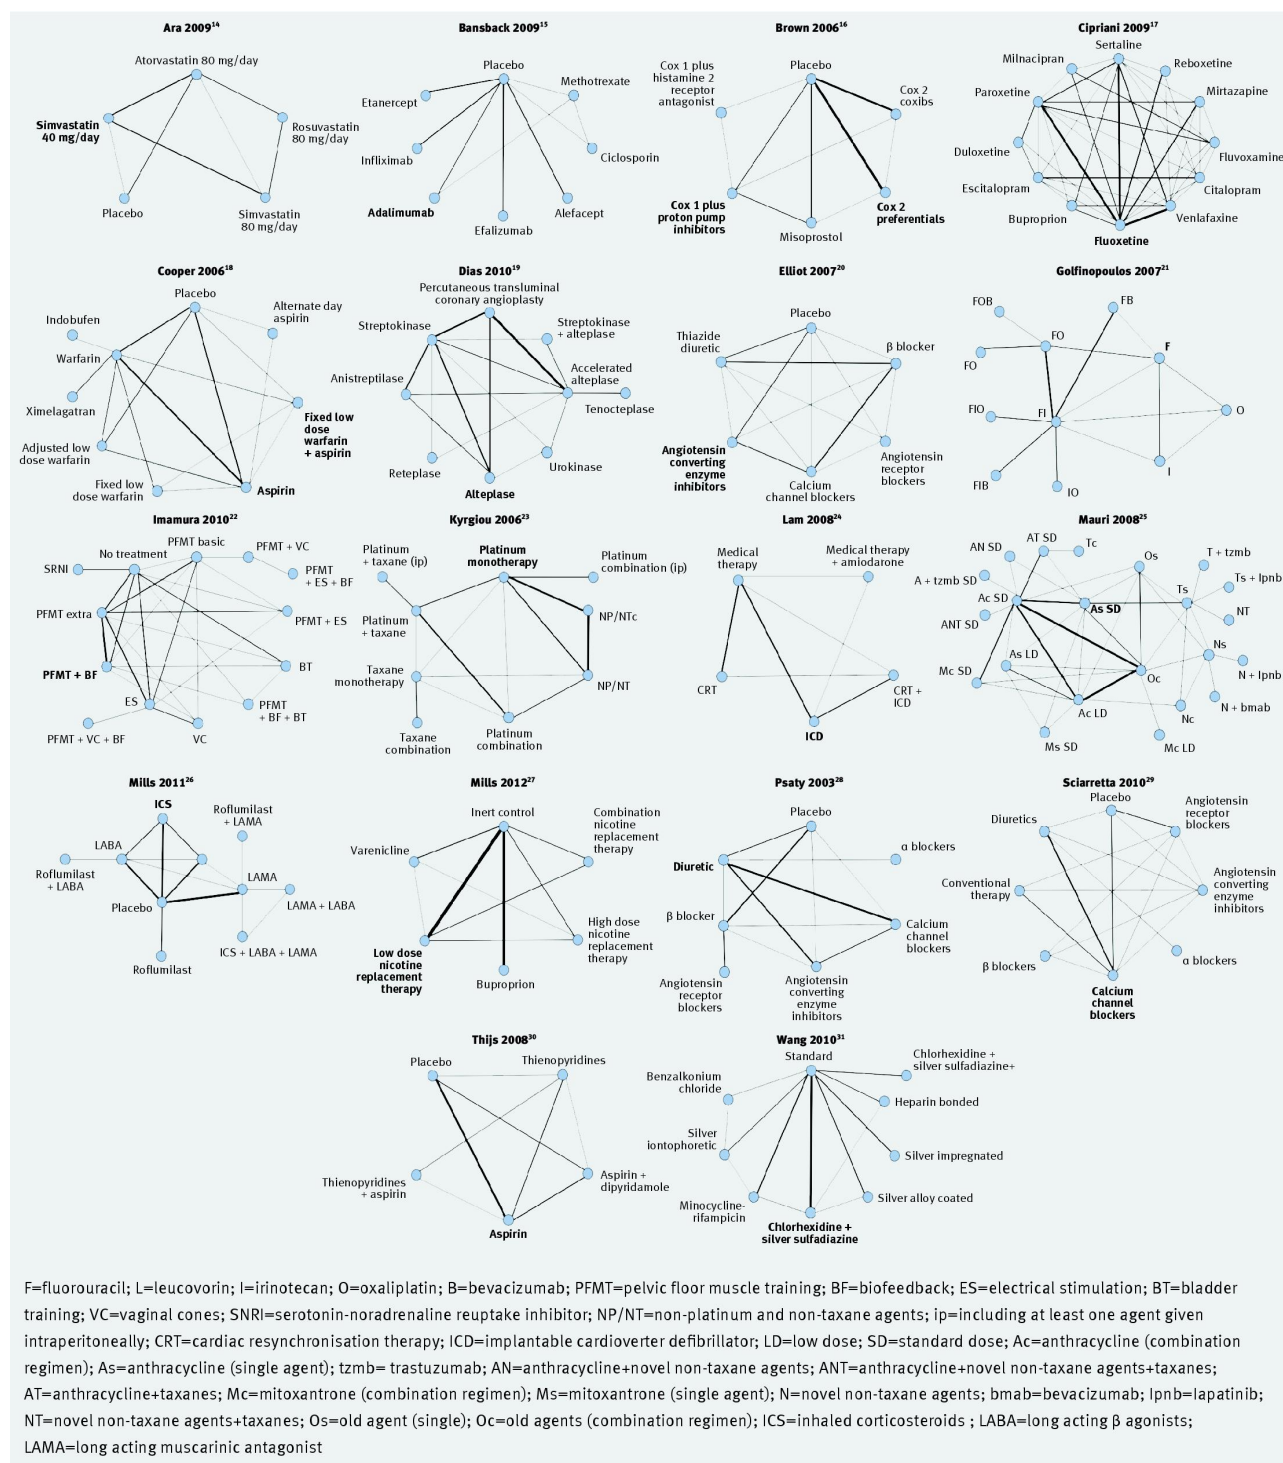 Ara 2009¹⁴
Atorvastatin 80 mg/day
Simvastatin
40 mg/day
Rosuvastatin
80 mg/day
Placebo
Simvastatin
80 mg/day
Bansback 2009¹⁵
Placebo
Methotrexate
Etanercept
Infliximab
Ciclosporin
Adalimumab
Alefacept
Efalizumab
Brown 2006¹⁶
Cox 1 plus
histamine 2
receptor
antagonist
Placebo
Cox 2
coxibs
Cox 1 plus
proton pump
inhibitors
Cox 2
preferentials
Misoprostol
Cipriani 2009¹⁷
Sertaline
Milnacipran
Reboxetine
Paroxetine
Mirtazapine
Duloxetine
Fluvoxamine
Escitalopram
Citalopram
Buproprion
Venlafaxine
Fluoxetine
Cooper 2006¹⁸
Placebo
Indobufen
Alternate day
aspirin
Warfarin
Ximelagatran
Fixed low
dose
warfarin
+ aspirin
Adjusted low
dose warfarin
Fixed low
dose warfarin
Aspirin
Dias 2010¹⁹
Percutaneous transluminal
coronary angioplasty
Streptokinase
Streptokinase
+ alteplase
Anistreptilase
Accelerated
alteplase
Tenocteplase
Reteplase
Urokinase
Alteplase
Elliot 2007²⁰
Placebo
Thiazide
diuretic
β blocker
Angiotensin
converting
enzyme
inhibitors
Angiotensin
receptor
blockers
Calcium
channel blockers
Golfinopoulos 2007²¹
FOB
FB
FO
F
FO
FIO
FI
O
FIB
IO
I
Imamura 2010²²
PFMT basic
No treatment
PFMT + VC
SRNI
PFMT
+ ES + BF
PFMT extra
PFMT + ES
PFMT + BF
BT
ES
PFMT
+ BF + BT
PFMT + VC + BF
VC
Kyrgiou 2006²³
Platinum
+ taxane (ip)
Platinum
monotherapy
Platinum
combination (ip)
Platinum
+ taxane
NP/NTc
Taxane
monotherapy
NP/NT
Taxane
combination
Platinum
combination
Lam 2008²⁴
Medical
therapy
Medical therapy
+ amiodarone
CRT
CRT +
ICD
ICD
Mauri 2008²⁵
AT SD
Tc
AN SD
Os
T + tzmb
A + tzmb SD
Ts + lpnb
Ac SD
As SD
Ts
ANT SD
NT
As LD
Ns
Mc SD
Oc
N + lpnb
Ac LD
Nc
N + bmab
Ms SD
Mc LD
Mills 2011²⁶
ICS
Roflumilast
+ LAMA
LABA
Roflumilast
+ LABA
LAMA
Placebo
LAMA + LABA
ICS + LABA + LAMA
Roflumilast
Mills 2012²⁷
Inert control
Combination
nicotine
replacement
therapy
Varenicline
Low dose
nicotine
replacement
therapy
High dose
nicotine
replacement
therapy
Buproprion
Psaty 2003²⁸
Placebo
Diuretic
α blockers
β blocker
Calcium
channel
blockers
Angiotensin
receptor
blockers
Angiotensin
converting
enzyme
inhibitors
Sciarretta 2010²⁹
Placebo
Diuretics
Angiotensin
receptor
blockers
Conventional
therapy
Angiotensin
converting
enzyme
inhibitors
β blockers
α blockers
Calcium
channel
blockers
Thijs 2008³⁰
Placebo
Thienopyridines
Thienopyridines
+ aspirin
Aspirin +
dipyridamole
Aspirin
Wang 2010³¹
Standard
Chlorhexidine +
silver sulfadiazine+
Benzalkonium
chloride
Heparin bonded
Silver
iontophoretic
Silver impregnated
Minocycline-
rifampicin
Silver alloy coated
Chlorhexidine +
silver sulfadiazine
F=fluorouracil; L=leucovorin; I=irinotecan; O=oxaliplatin; B=bevacizumab; PFMT=pelvic floor muscle training; BF=biofeedback; ES=electrical stimulation; BT=bladder
training; VC=vaginal cones; SNRI=serotonin-noradrenaline reuptake inhibitor; NP/NT=non-platinum and non-taxane agents; ip=including at least one agent given
intraperitoneally; CRT=cardiac resynchronisation therapy; ICD=implantable cardioverter defibrillator; LD=low dose; SD=standard dose; Ac=anthracycline (combination
regimen); As=anthracycline (single agent); tzmb= trastuzumab; AN=anthracycline+novel non-taxane agents; ANT=anthracycline+novel non-taxane agents+taxanes;
AT=anthracycline+taxanes; Mc=mitoxantrone (combination regimen); Ms=mitoxantrone (single agent); N=novel non-taxane agents; bmab=bevacizumab; lpnb=lapatinib;
NT=novel non-taxane agents+taxanes; Os=old agent (single); Oc=old agents (combination regimen); ICS=inhaled corticosteroids ; LABA=long acting β agonists;
LAMA=long acting muscarinic antagonist